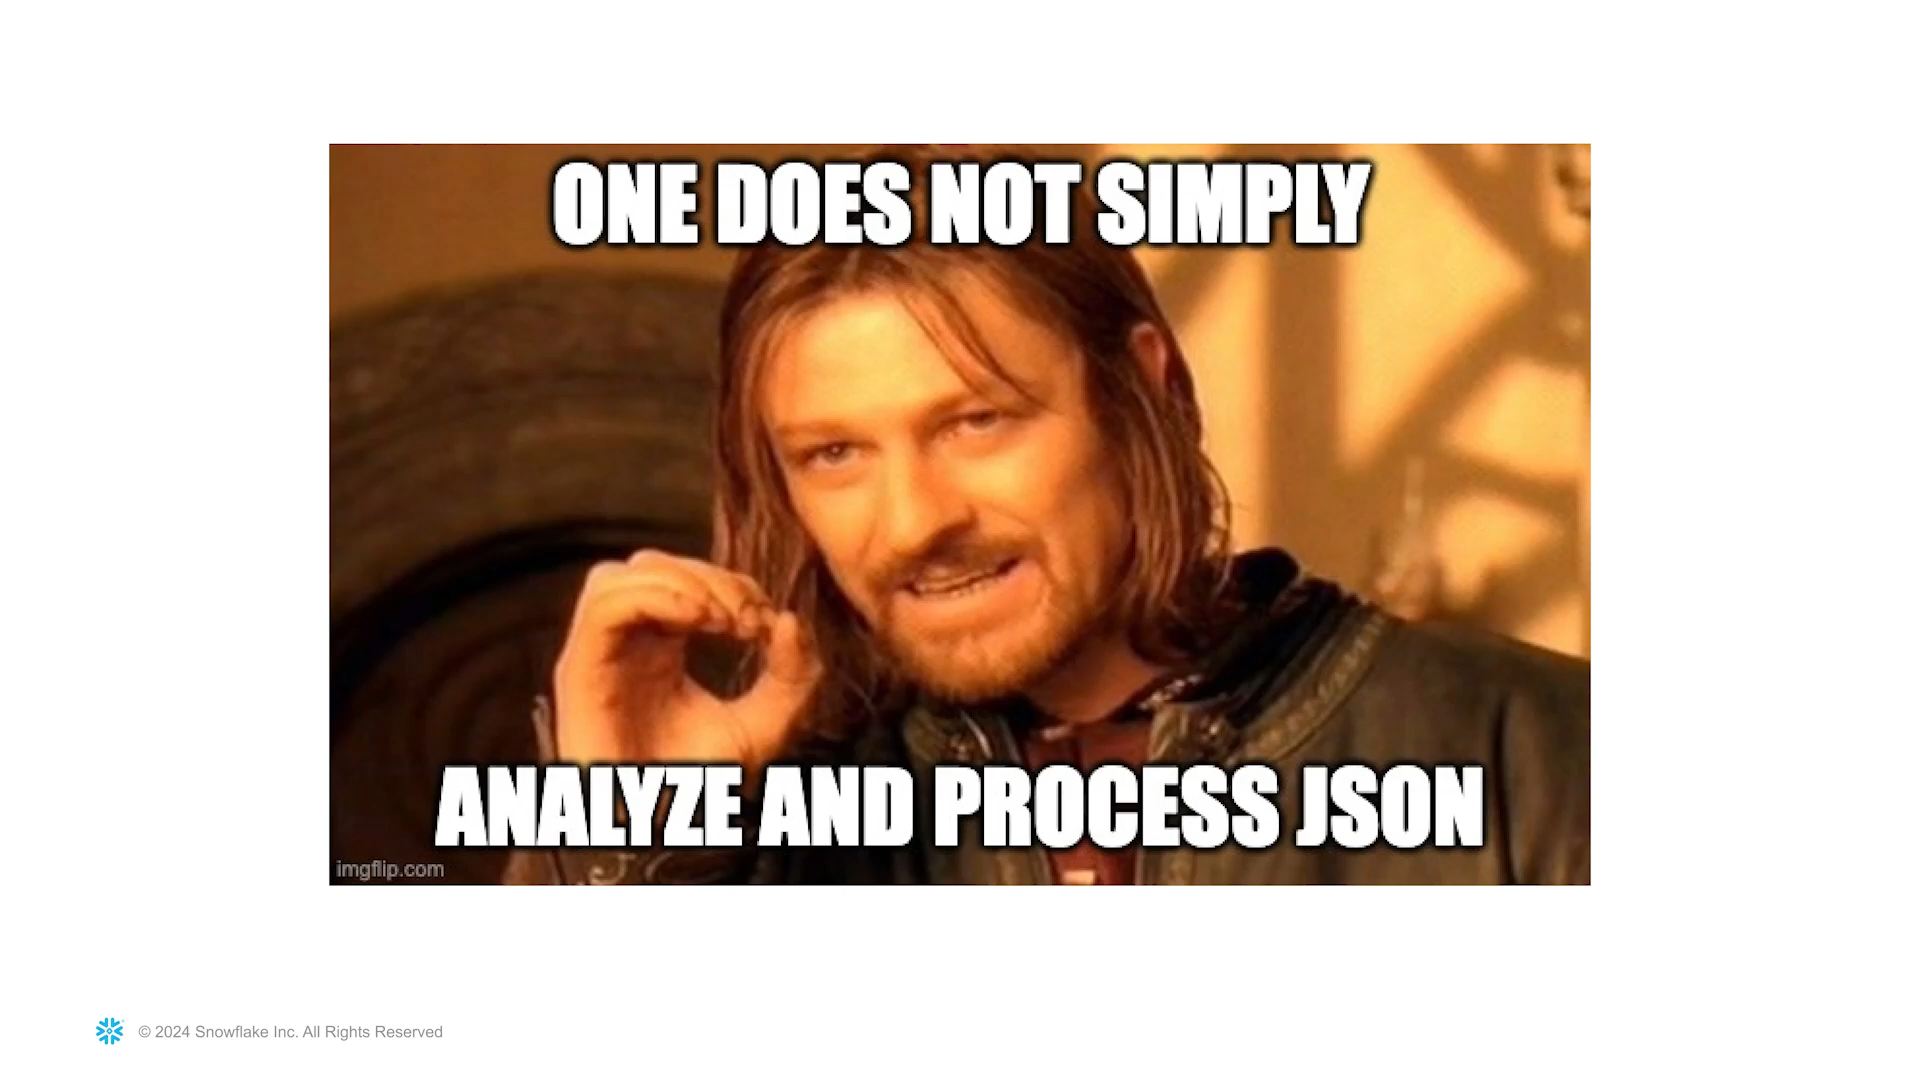 ONE DOES NOT SIMPLY
ANALYZE AND PROCESS JSON
imgflip.com
© 2024 Snowflake Inc. All Rights Reserved